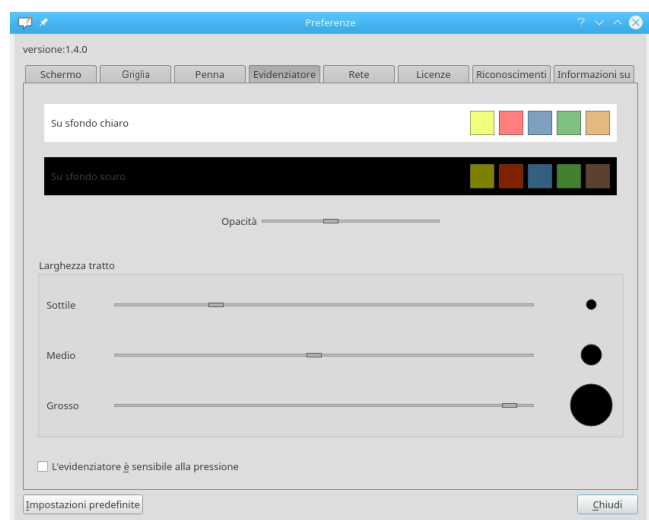 Preferenze
versione:1.4.0
Schermo Griglia Penna Evidenziatore Rete Licenze Riconoscimenti Informazioni su
Su sfondo chiaro
Su sfondo scuro
Opacità
Larghezza tratto
Sottile
Medio
Grosso
L'evidenziatore è sensibile alla pressione
Impostazioni predefinite Chiudi